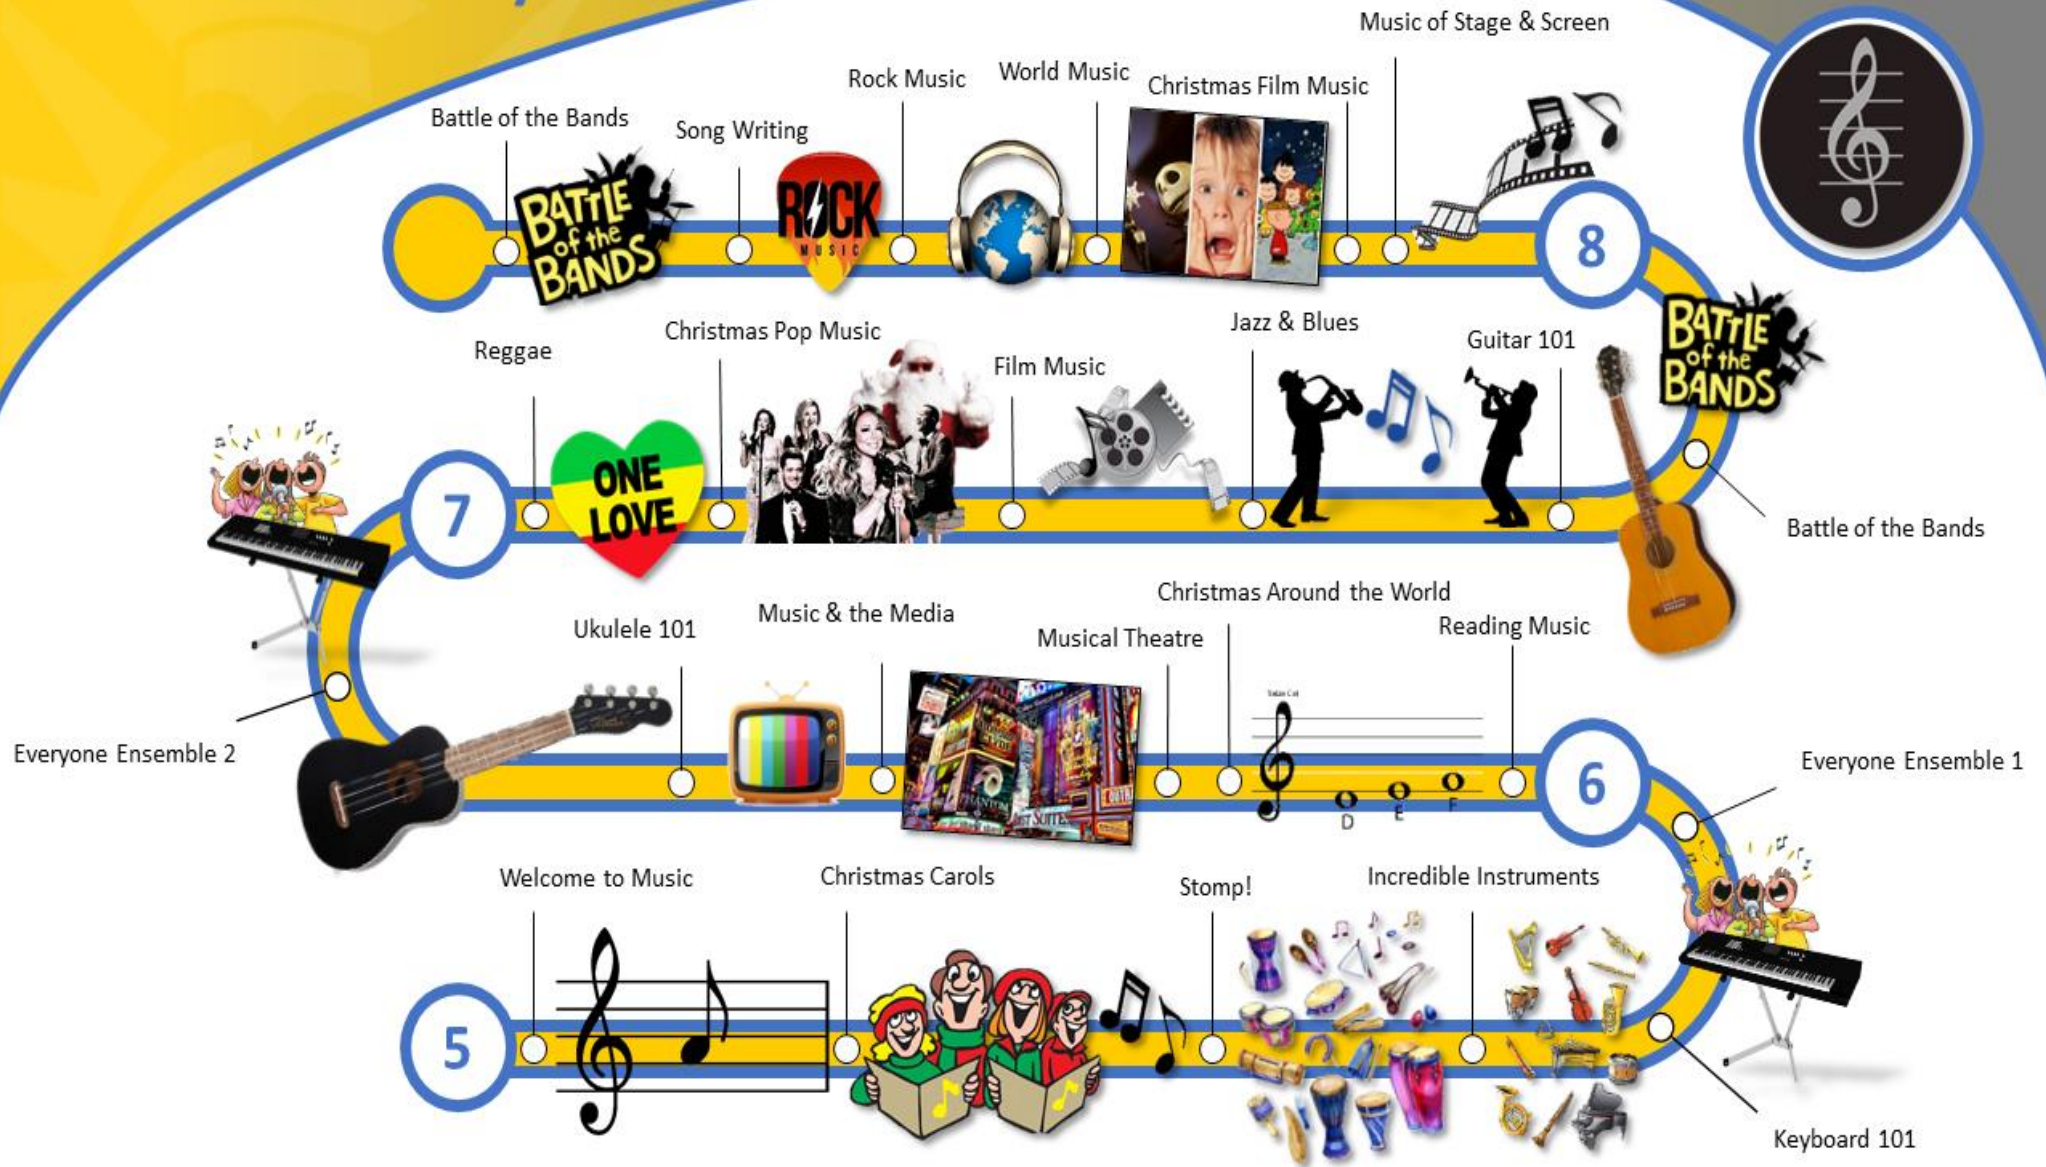 Music of Stage & Screen
Rock Music
World Music
Christmas Film Music
Battle of the Bands
Song Writing
BATTLE
of the
BANDS
ROCK
MUSIC
8
BATTLE
of the
BANDS
Reggae
Christmas Pop Music
Film Music
Jazz & Blues
Guitar 101
7
ONE
LOVE
Battle of the Bands
Ukulele 101
Music & the Media
Musical Theatre
Christmas Around the World
Reading Music
Everyone Ensemble 2
PHANTOM
D
E
F
6
Everyone Ensemble 1
Welcome to Music
Christmas Carols
Stomp!
Incredible Instruments
5
Keyboard 101